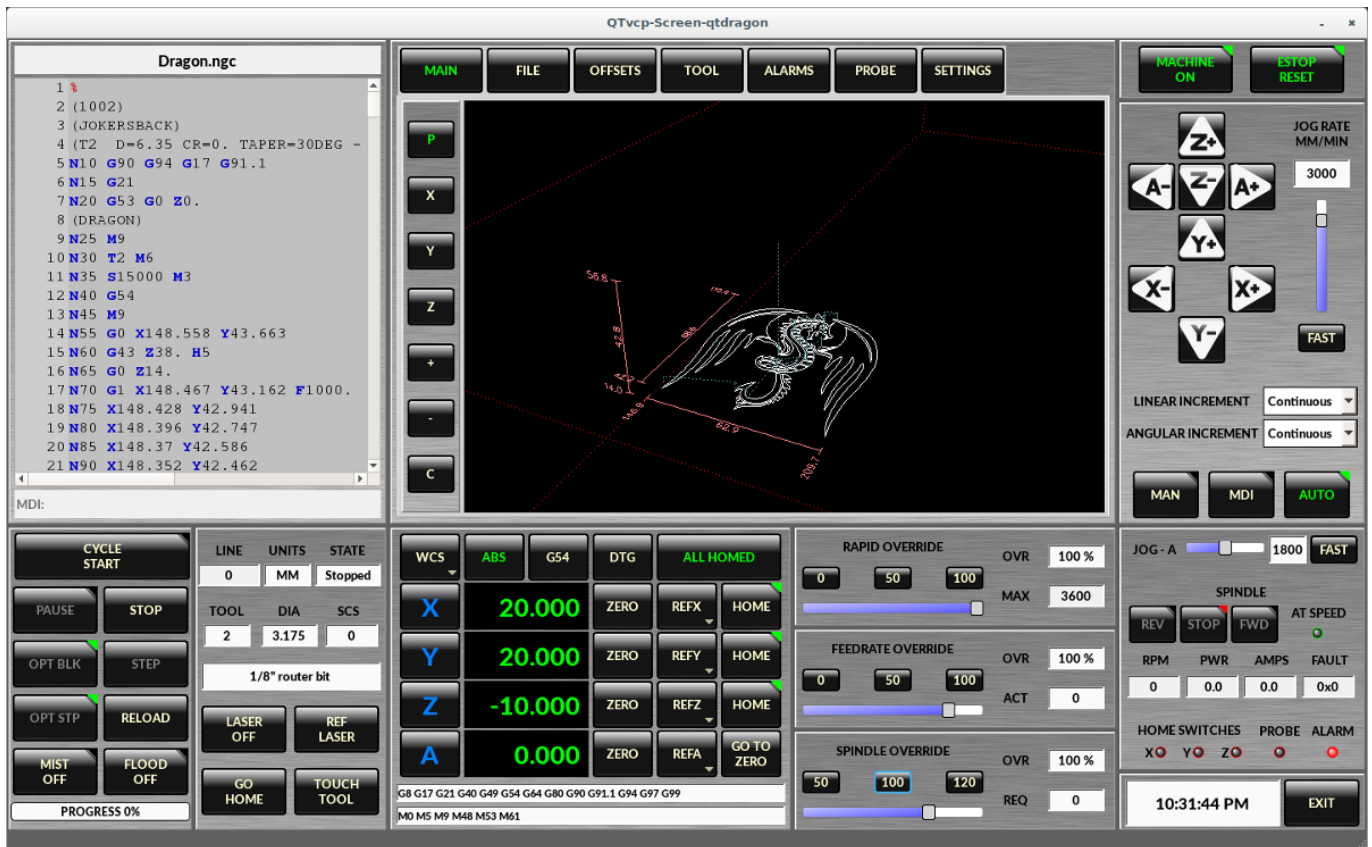 QTvcp-Screen-qtdragon
Dragon.ngc
1 %
2 (1002)
3 (JOKERSBACK)
4 (T2 D=6.35 CR=0. TAPER=30DEG -
5 N10 G90 G94 G17 G91.1
6 N15 G21
7 N20 G53 G0 Z0.
8 (DRAGON)
9 N25 M9
10 N30 T2 M6
11 N35 S15000 M3
12 N40 G54
13 N45 M9
14 N55 G0 X148.558 Y43.663
15 N60 G43 Z38. H5
16 N65 G0 Z14.
17 N70 G1 X148.467 Y43.162 F1000.
18 N75 X148.428 Y42.941
19 N80 X148.396 Y42.747
20 N85 X148.37 Y42.586
21 N90 X148.352 Y42.462
MDI:
MAIN FILE OFFSETS TOOL ALARMS PROBE SETTINGS
P
X
Y
Z
+
-
C
56.8
42.8
14.0
146.8
62.9
209.7
MACHINE ON
ESTOP RESET
Z+
JOG RATE
MM/MIN
3000
A- Z- A+
Y+
X- X+
Y-
FAST
LINEAR INCREMENT Continuous
ANGULAR INCREMENT Continuous
MAN MDI AUTO
CYCLE START
PAUSE STOP
OPT BLK STEP
OPT STP RELOAD
MIST OFF FLOOD OFF
PROGRESS 0%
LINE UNITS STATE
0 MM Stopped
TOOL DIA SCS
2 3.175 0
1/8" router bit
LASER OFF REF LASER
GO HOME TOUCH TOOL
WCS ABS G54 DTG ALL HOMED
X 20.000 ZERO REFX HOME
Y 20.000 ZERO REFY HOME
Z -10.000 ZERO REFZ HOME
A 0.000 ZERO REFA GO TO ZERO
G8 G17 G21 G40 G49 G54 G64 G80 G90 G91.1 G94 G97 G99
M0 M5 M9 M48 M53 M61
RAPID OVERRIDE OVR 100 %
0 50 100
MAX 3600
FEEDRATE OVERRIDE OVR 100 %
0 50 100
ACT 0
SPINDLE OVERRIDE OVR 100 %
50 100 120
REQ 0
JOG - A 1800 FAST
SPINDLE
REV STOP FWD AT SPEED
RPM PWR AMPS FAULT
0 0.0 0.0 0x0
HOME SWITCHES PROBE ALARM
X Y Z
10:31:44 PM EXIT